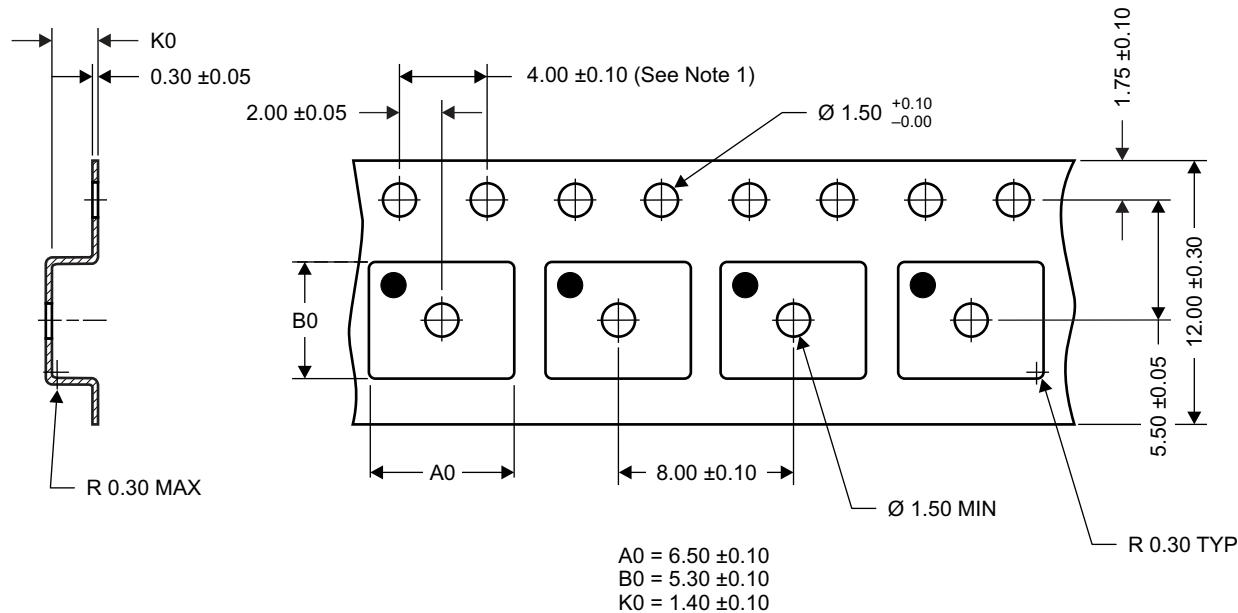 K0
0.30 ±0.05
4.00 ±0.10 (See Note 1)
2.00 ±0.05
Ø 1.50 +0.10 –0.00
1.75 ±0.10
B0
12.00 ±0.30
5.50 ±0.05
R 0.30 MAX
A0
8.00 ±0.10
Ø 1.50 MIN
R 0.30 TYP
A0 = 6.50 ±0.10
B0 = 5.30 ±0.10
K0 = 1.40 ±0.10